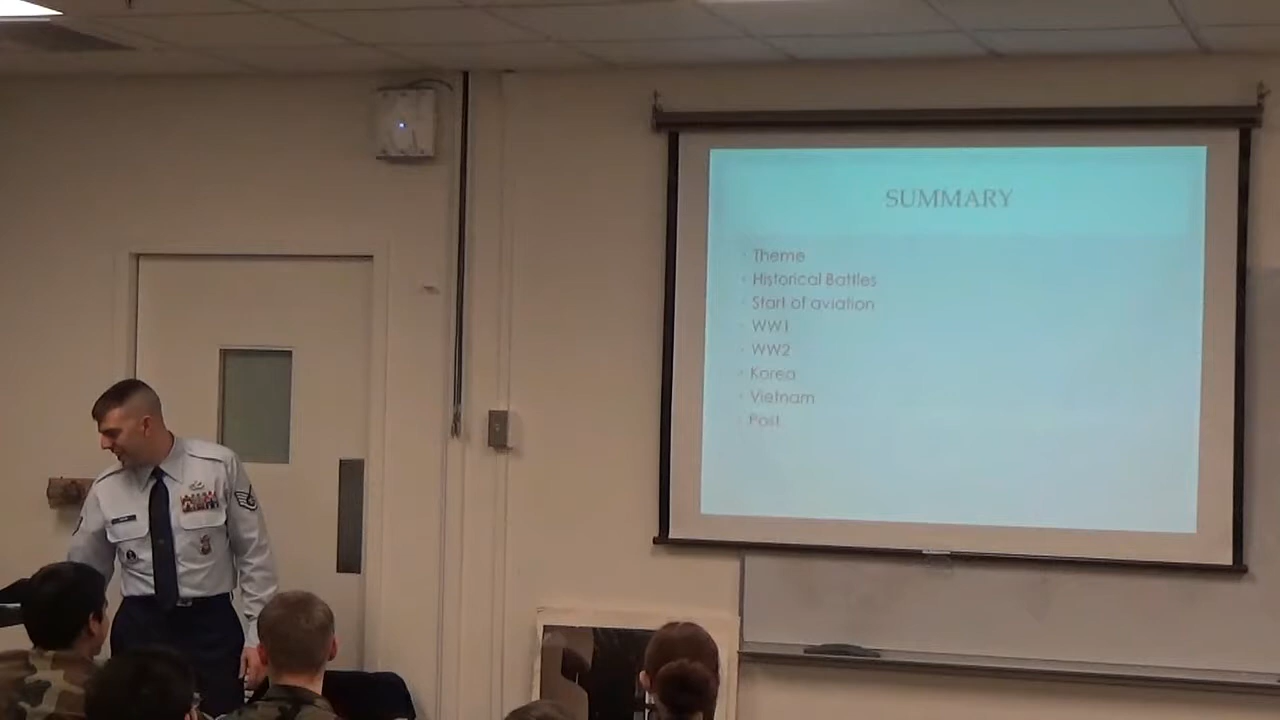 SUMMARY
Theme
Historical Battles
Start of aviation
WW1
WW2
Korea
Vietnam
Post